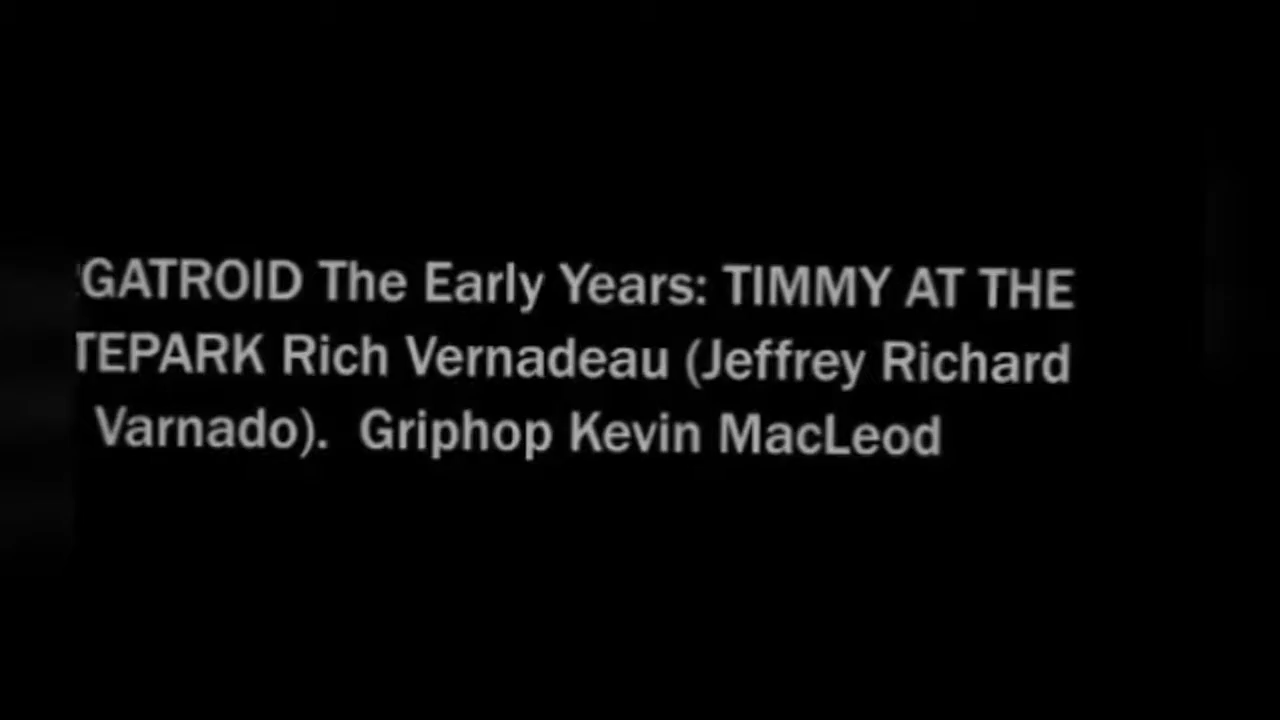 GATROID The Early Years: TIMMY AT THE
TEPARK Rich Vernadeau (Jeffrey Richard
Varnado).  Griphop Kevin MacLeod